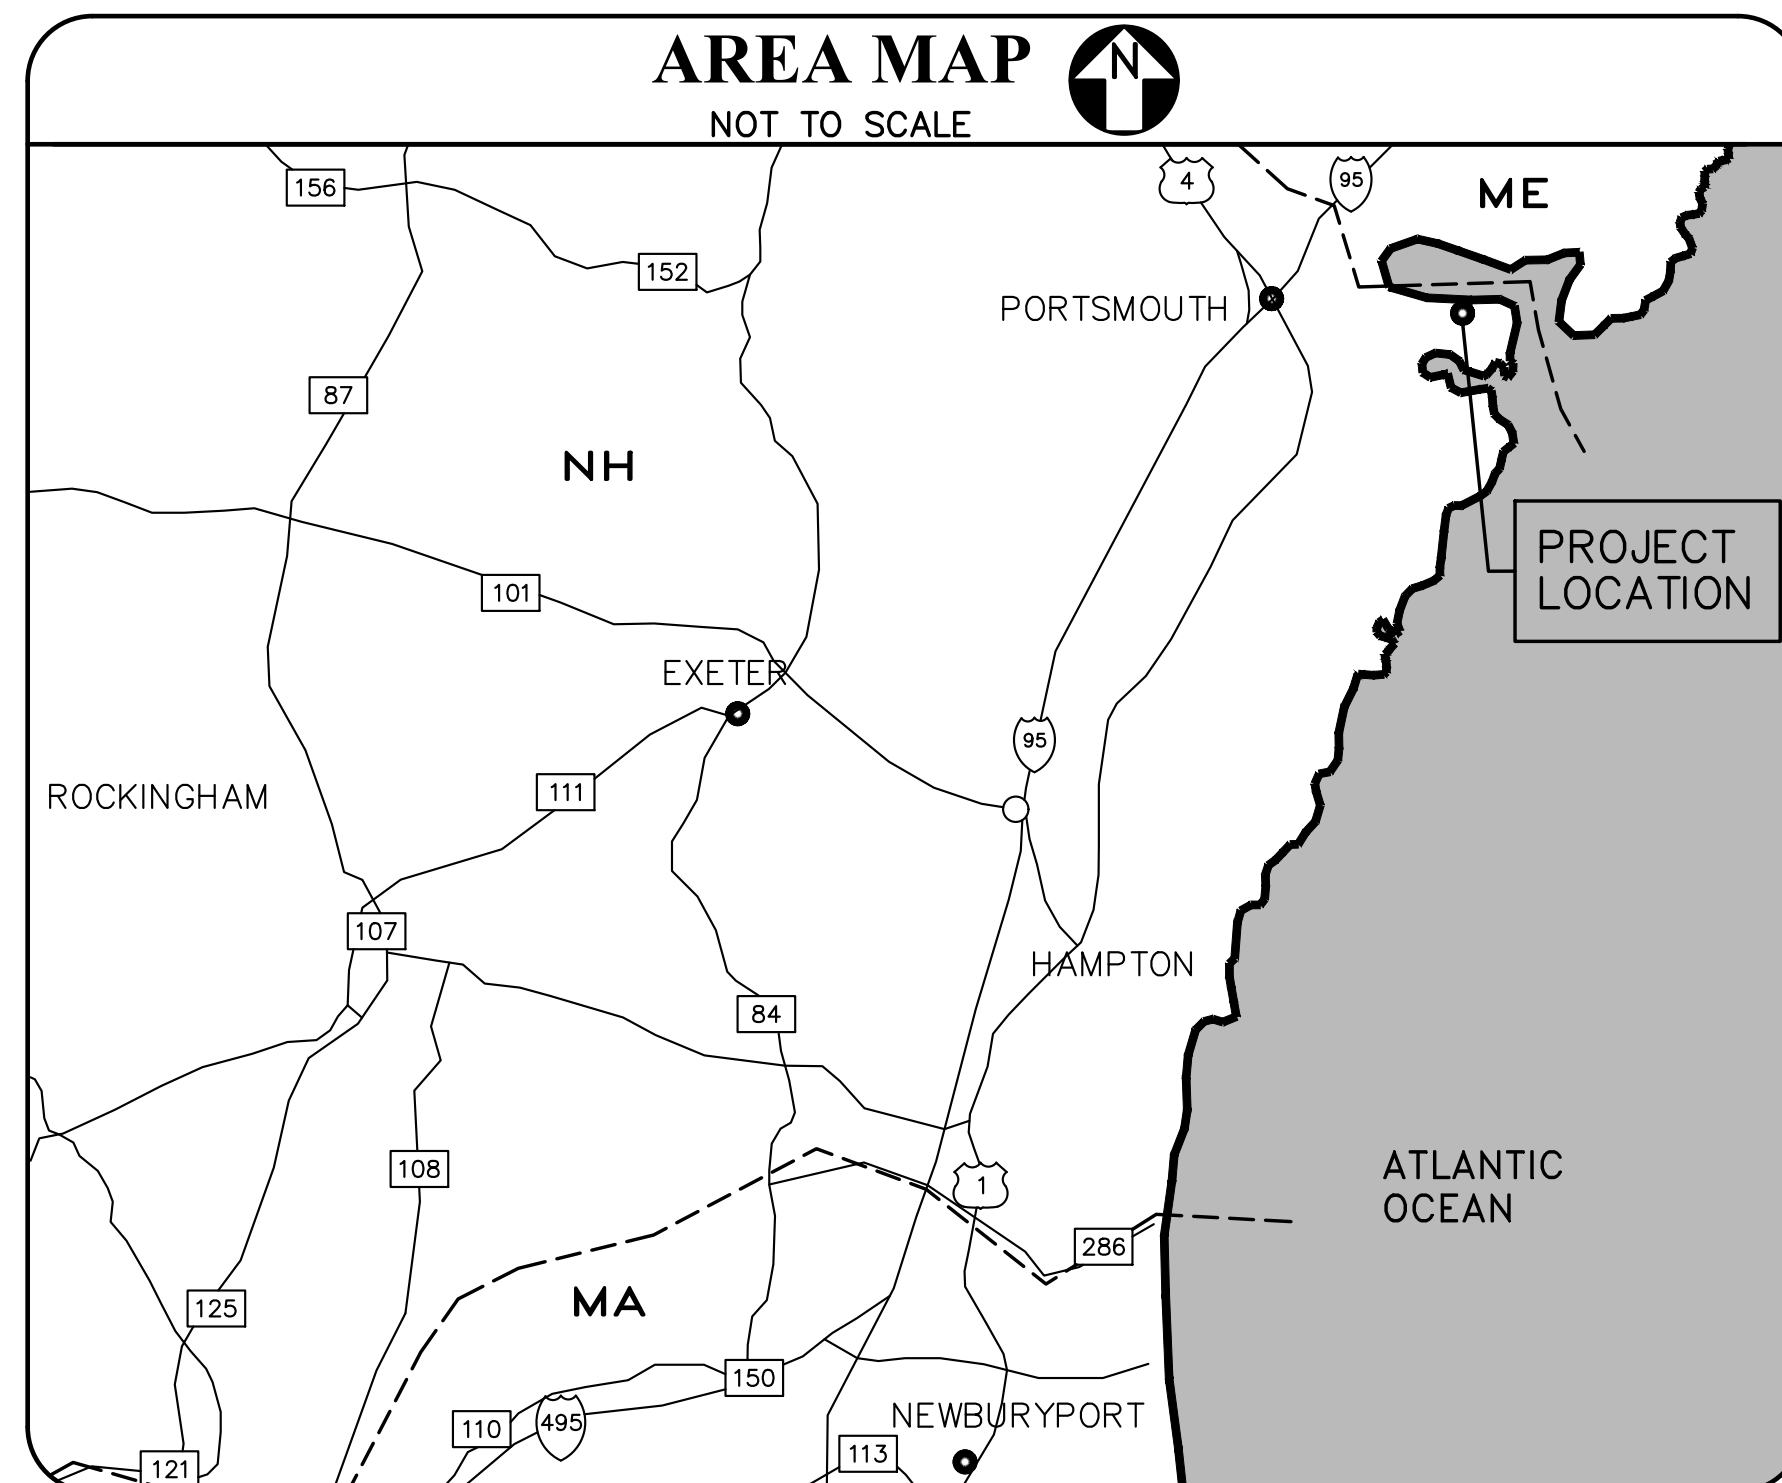 AREA MAP
N
NOT TO SCALE
156
4
95
ME
152
PORTSMOUTH
87
NH
PROJECT
LOCATION
101
EXETER
95
ROCKINGHAM
111
107
HAMPTON
84
108
1
ATLANTIC
OCEAN
286
125
MA
150
NEWBURYPORT
110
495
113
121